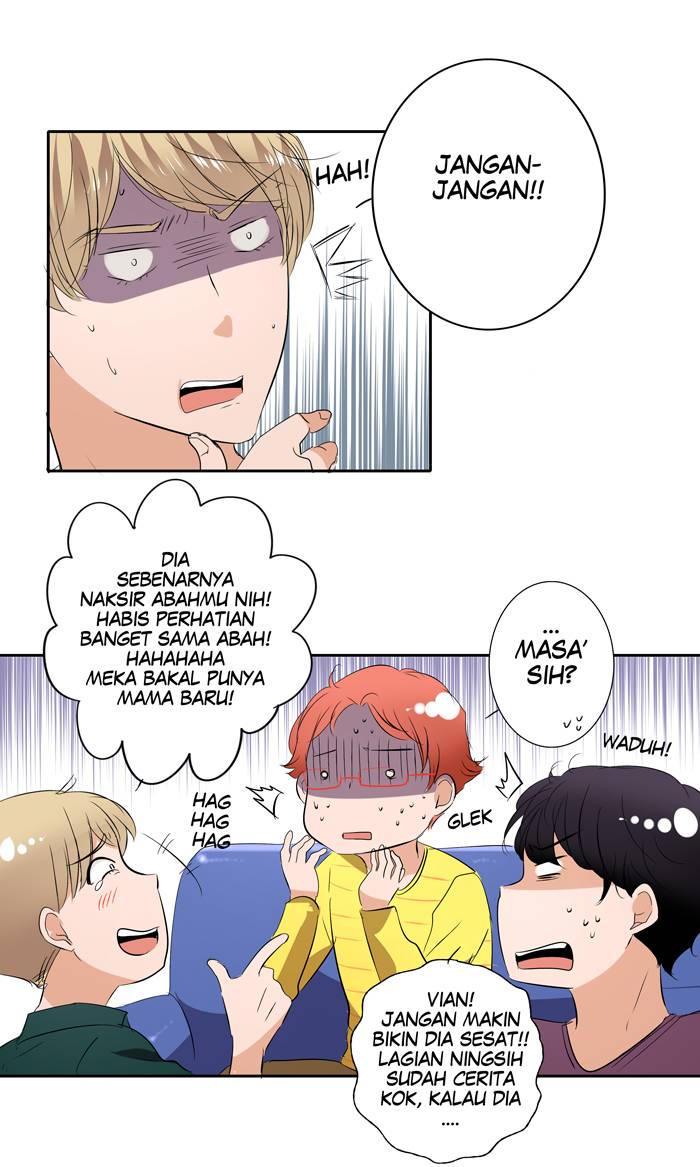 HAH!
JANGAN-
JANGAN!!
DIA
SEBENARNYA
NAKSIR ABAHMU NIH!
HABIS PERHATIAN
BANGET SAMA ABAH!
HAHAHAHA
MEKA BAKAL PUNYA
MAMA BARU!
...
MASA'
SIH?
WADUH!
HAG
HAG
HAG
GLEK
VIAN!
JANGAN MAKIN
BIKIN DIA SESAT!!
LAGIAN NINGSIH
SUDAH CERITA
KOK, KALAU DIA
....